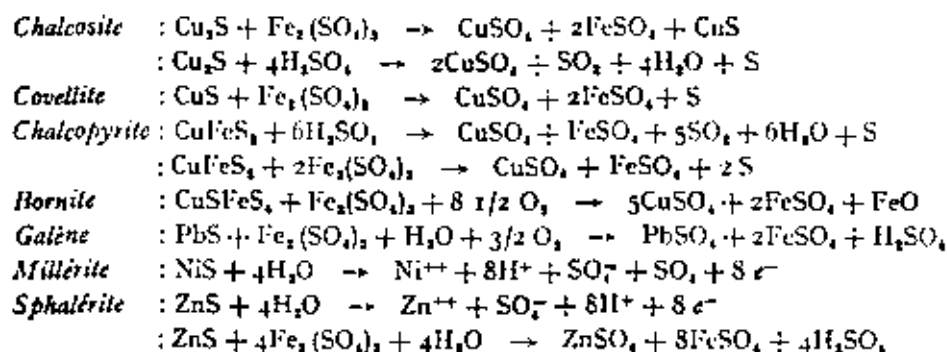 Chalcosite : Cu₂S + Fe₂(SO₄)₃ → CuSO₄ + 2FeSO₄ + CuS
: Cu₂S + 4H₂SO₄ → 2CuSO₄ + SO₂ + 4H₂O + S
Covellite : CuS + Fe₂(SO₄)₃ → CuSO₄ + 2FeSO₄ + S
Chalcopyrite : CuFeS₂ + 6H₂SO₄ → CuSO₄ + FeSO₄ + 5SO₂ + 6H₂O + S
: CuFeS₂ + 2Fe₂(SO₄)₃ → CuSO₄ + FeSO₄ + 2 S
Bornite : CuSFeS₄ + Fe₂(SO₄)₃ + 8 1/2 O₂ → 5CuSO₄ + 2FeSO₄ + FeO
Galène : PbS + Fe₂(SO₄)₃ + H₂O + 3/2 O₂ → PbSO₄ + 2FeSO₄ + H₂SO₄
Millérite : NiS + 4H₂O → Ni⁺⁺ + 8H⁺ + SO₄⁻ + SO₄ + 8 e⁻
Sphalérite : ZnS + 4H₂O → Zn⁺⁺ + SO₄⁻ + 8H⁺ + 8 e⁻
: ZnS + 4Fe₂(SO₄)₃ + 4H₂O → ZnSO₄ + 8FeSO₄ + 4H₂SO₄